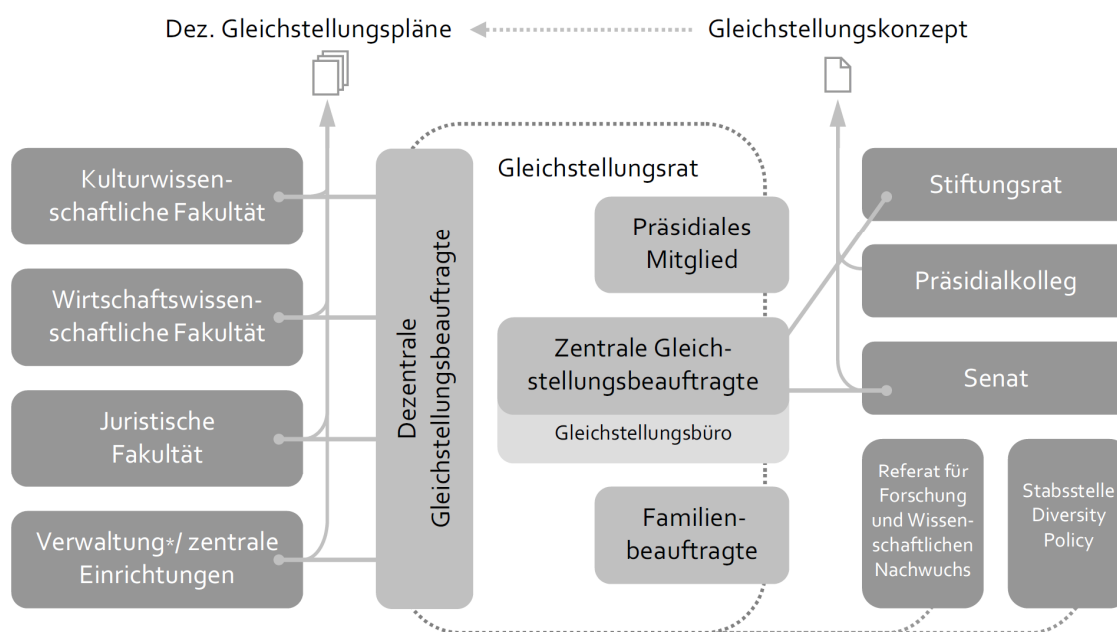 Dez. Gleichstellungspläne
Gleichstellungskonzept
Kulturwissen-
schaftliche Fakultät
Wirtschaftswissen-
schaftliche Fakultät
Juristische
Fakultät
Verwaltung*/ zentrale
Einrichtungen
Dezentrale
Gleichstellungsbeauftragte
Gleichstellungsrat
Präsidiales
Mitglied
Zentrale Gleich-
stellungsbeauftragte
Gleichstellungsbüro
Familien-
beauftragte
Stiftungsrat
Präsidialkolleg
Senat
Referat für
Forschung
und Wissen-
schaftlichen
Nachwuchs
Stabsstelle
Diversity
Policy